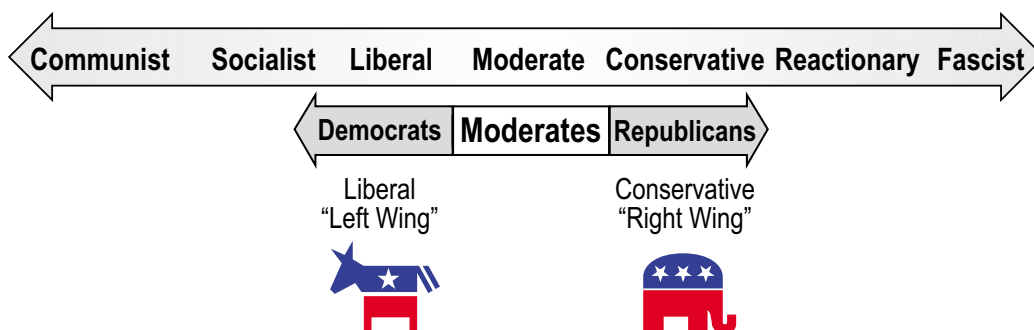 Communist Socialist Liberal Moderate Conservative Reactionary Fascist
Democrats Moderates Republicans
Liberal
“Left Wing”
Conservative
“Right Wing”